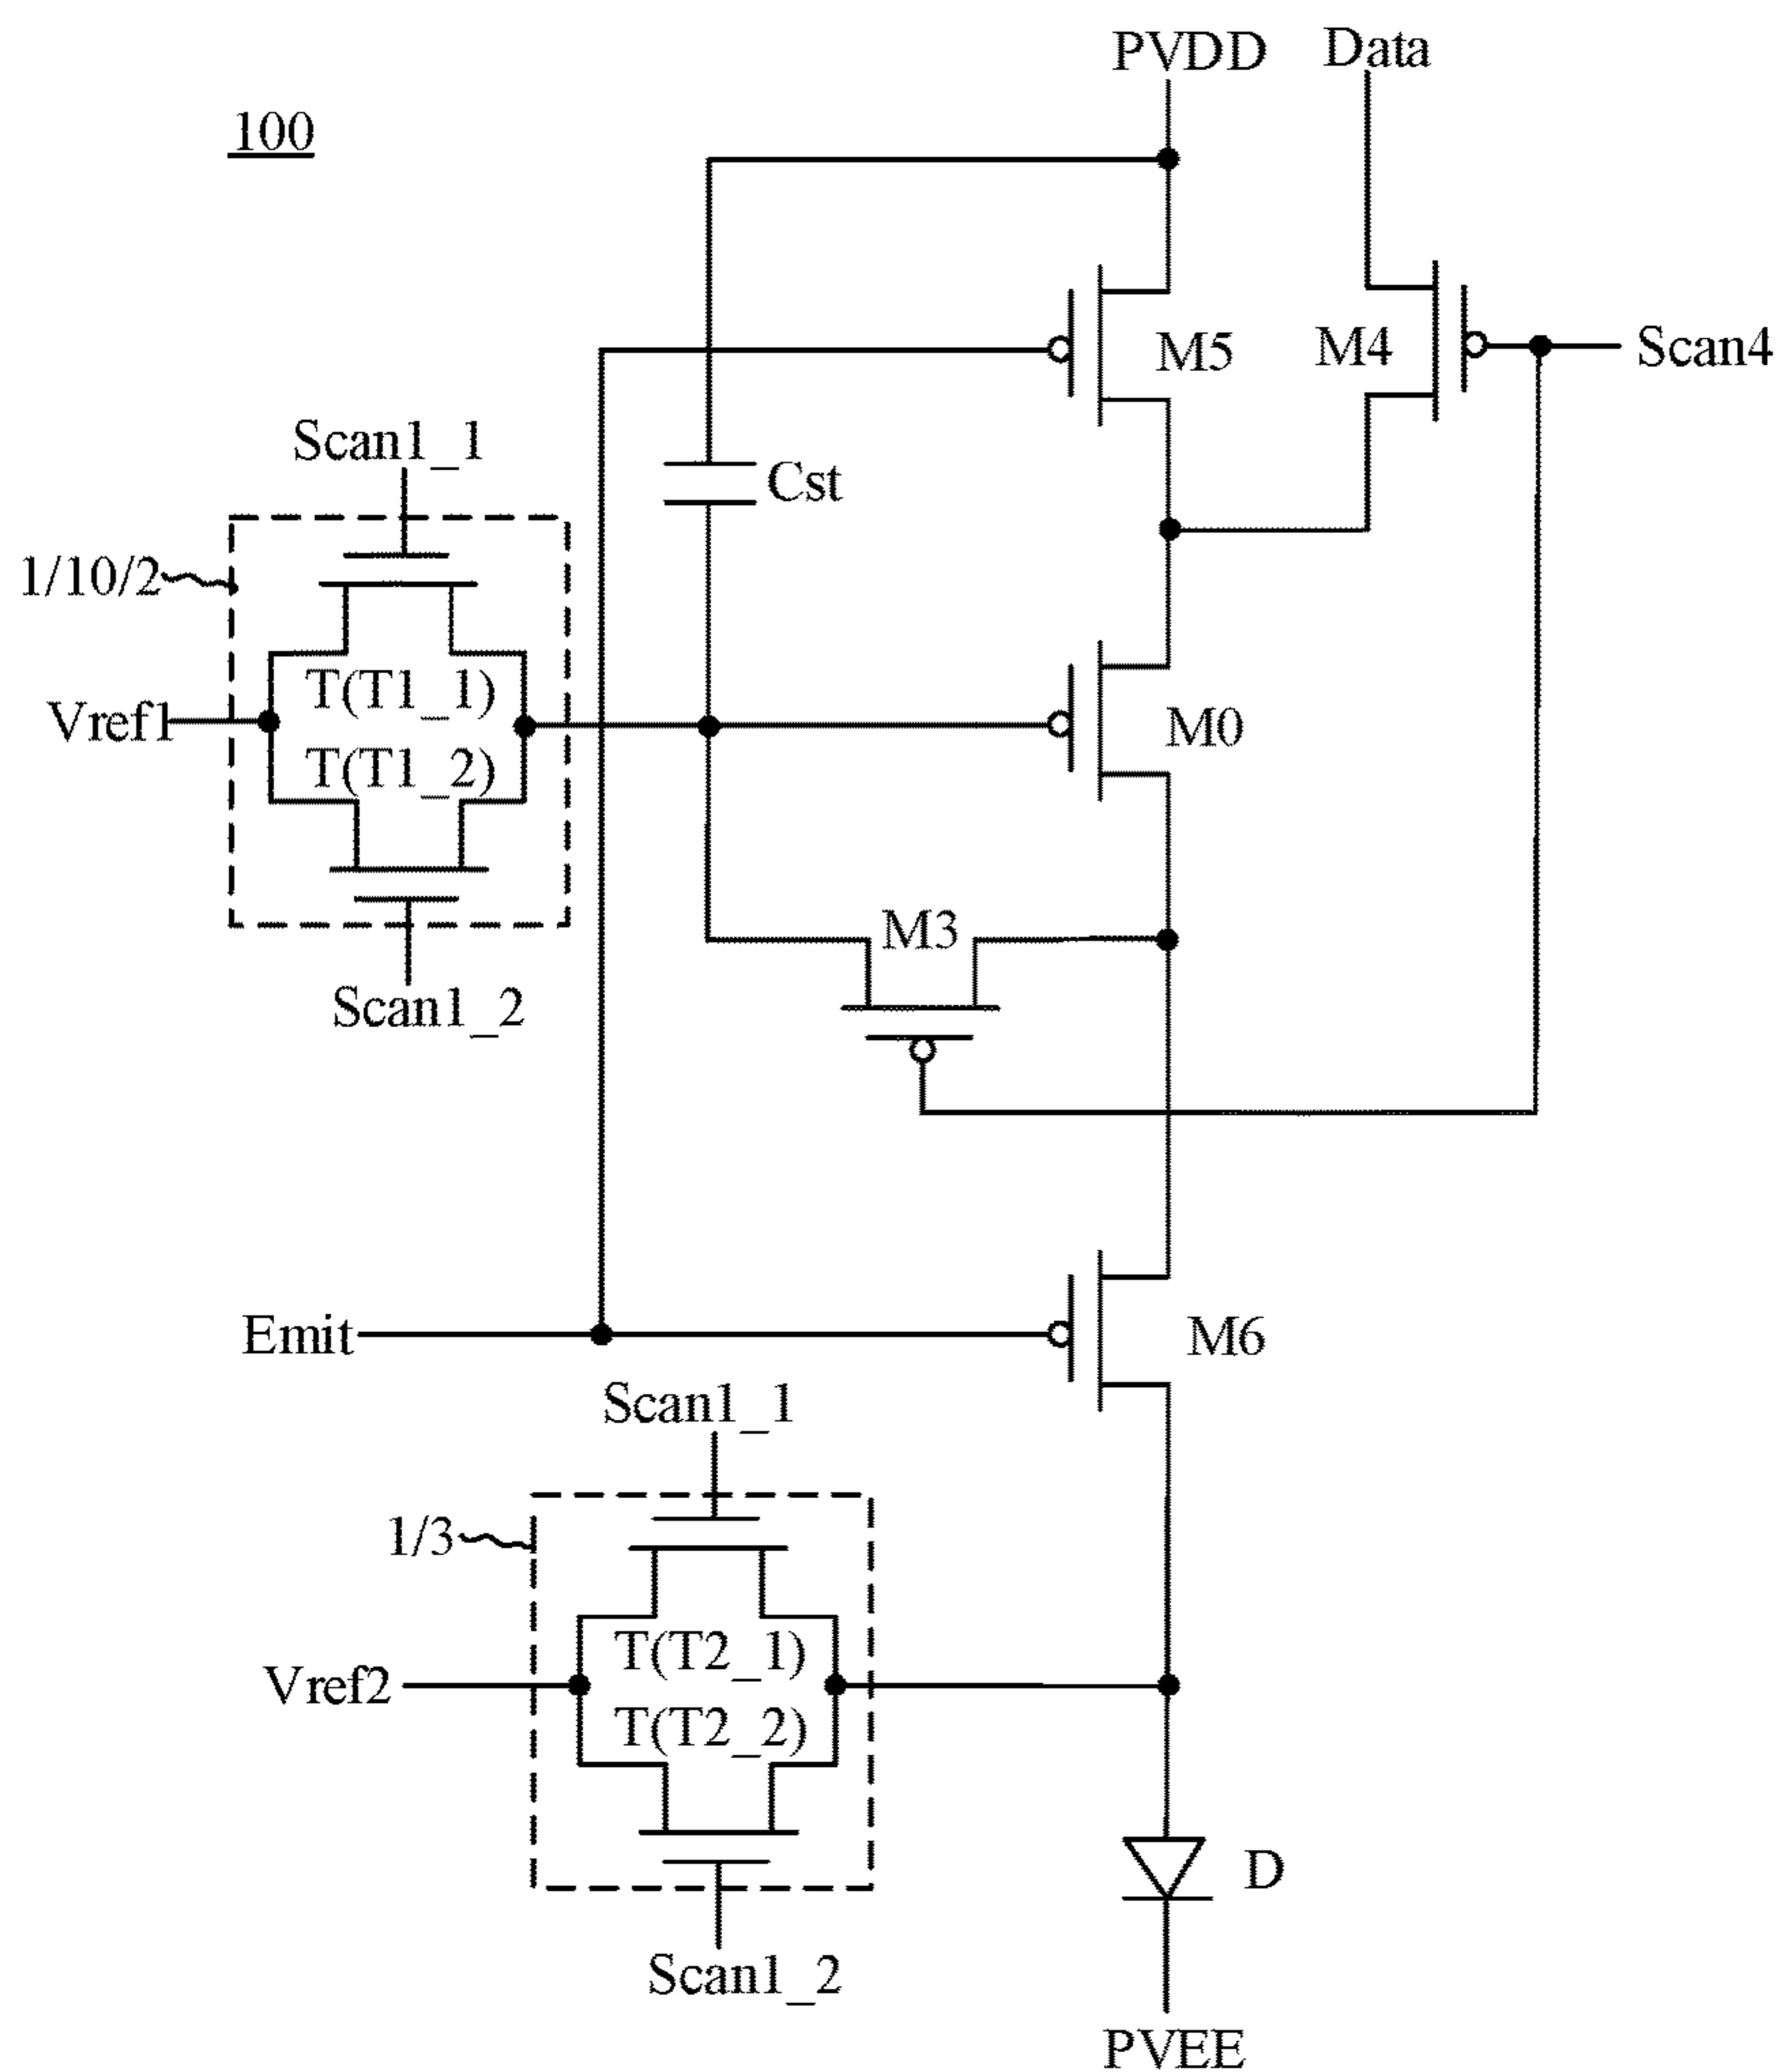 PVDD Data
100
M5 M4 Scan4
Scan1_1
Cst
1/10/2
T(T1_1)
Vref1
M0
T(T1_2)
M3
Scan1_2
Emit
M6
Scan1_1
1/3
T(T2_1)
Vref2
T(T2_2)
D
Scan1_2
PVEE